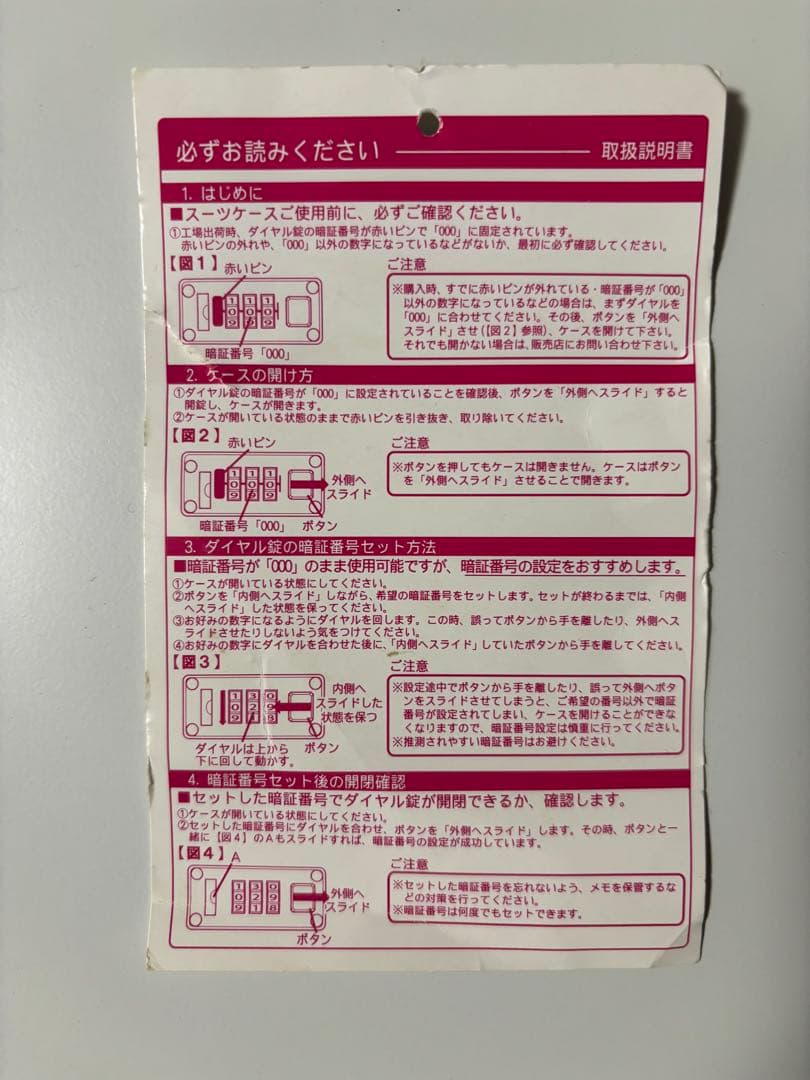 必ずお読みください
取扱説明書
1. はじめに
■スーツケースご使用前に、必ずご確認ください。
①工場出荷時、ダイヤル錠の暗証番号が赤いピンで「000」に固定されています。
赤いピンの外れや、「000」以外の数字になっているなどがないか、最初に必ず確認してください。
【図1】
赤いピン
暗証番号「000」
ご注意
※購入時、すでに赤いピンが外れている・暗証番号が「000」
以外の数字になっているなどの場合は、まずダイヤルを
「000」に合わせてください。その後、ボタンを「外側へ
スライド」させ(【図2】参照)、ケースを開けて下さい。
それでも開かない場合は、販売店にお問い合わせ下さい。
2. ケースの開け方
①ダイヤル錠の暗証番号が「000」に設定されていることを確認後、ボタンを「外側へスライド」すると
開錠し、ケースが開きます。
②ケースが開いている状態のままで赤いピンを引き抜き、取り除いてください。
【図2】
赤いピン
外側へ
スライド
暗証番号「000」
ボタン
ご注意
※ボタンを押してもケースは開きません。ケースはボタン
を「外側へスライド」させることで開きます。
3. ダイヤル錠の暗証番号セット方法
■暗証番号が「000」のまま使用可能ですが、暗証番号の設定をおすすめします。
①ケースが開いている状態にしてください。
②ボタンを「内側へスライド」しながら、希望の暗証番号をセットします。セットが終わるまでは、「内側
へスライド」した状態を保ってください。
③お好みの数字になるようにダイヤルを回します。この時、誤ってボタンから手を離したり、外側へス
ライドさせたりしないよう気をつけてください。
④お好みの数字にダイヤルを合わせた後に、「内側へスライド」していたボタンから手を離してください。
【図3】
内側へ
スライドした
状態を保つ
ダイヤルは上から
下に回して動かす。
ボタン
ご注意
※設定途中でボタンから手を離したり、誤って外側へボタ
ンをスライドさせてしまうと、ご希望の番号以外で暗証
番号が設定されてしまい、ケースを開けることができな
くなりますので、暗証番号設定は慎重に行ってください。
※推測されやすい暗証番号はお避けください。
4. 暗証番号セット後の開閉確認
■セットした暗証番号でダイヤル錠が開閉できるか、確認します。
①ケースが開いている状態にしてください。
②セットした暗証番号にダイヤルを合わせ、ボタンを「外側へスライド」します。その時、ボタンと一
緒に【図4】のAもスライドすれば、暗証番号の設定が成功しています。
【図4】
A
外側へ
スライド
ボタン
ご注意
※セットした暗証番号を忘れないよう、メモを保管するな
どの対策を行ってください。
※暗証番号は何度でもセットできます。